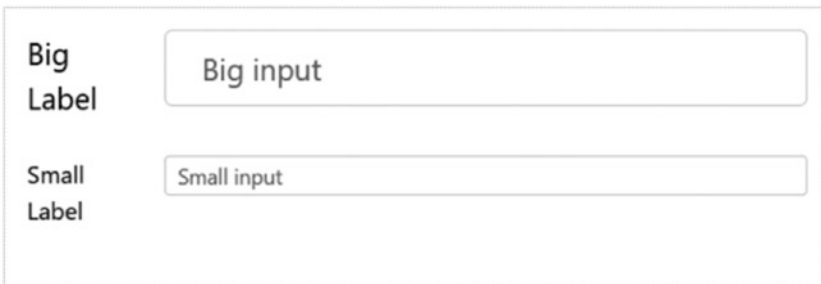 Big
Label
Big input
Small
Label
Small input